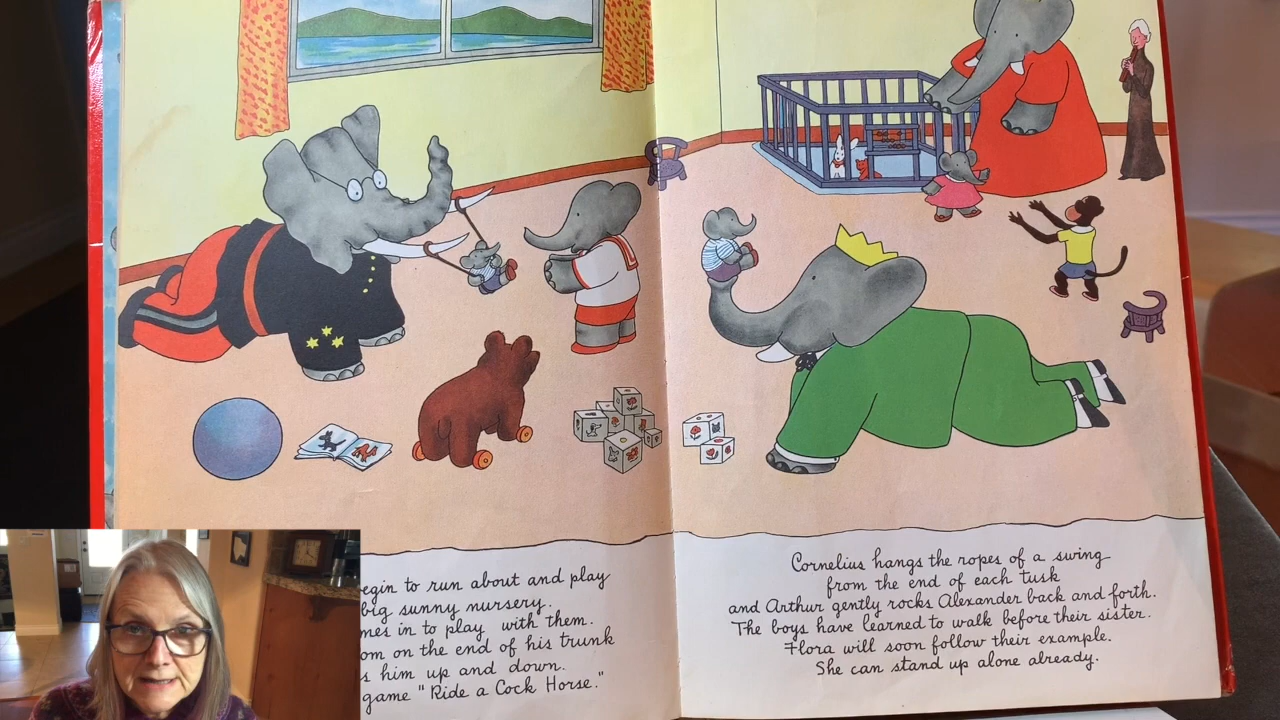 egin to run about and play
big sunny nursery.
mes in to play with them.
om on the end of his trunk
s him up and down.
game "Ride a Cock Horse."
Cornelius hangs the ropes of a swing
from the end of each tusk
and Arthur gently rocks Alexander back and forth.
The boys have learned to walk before their sister.
Flora will soon follow their example.
She can stand up alone already.